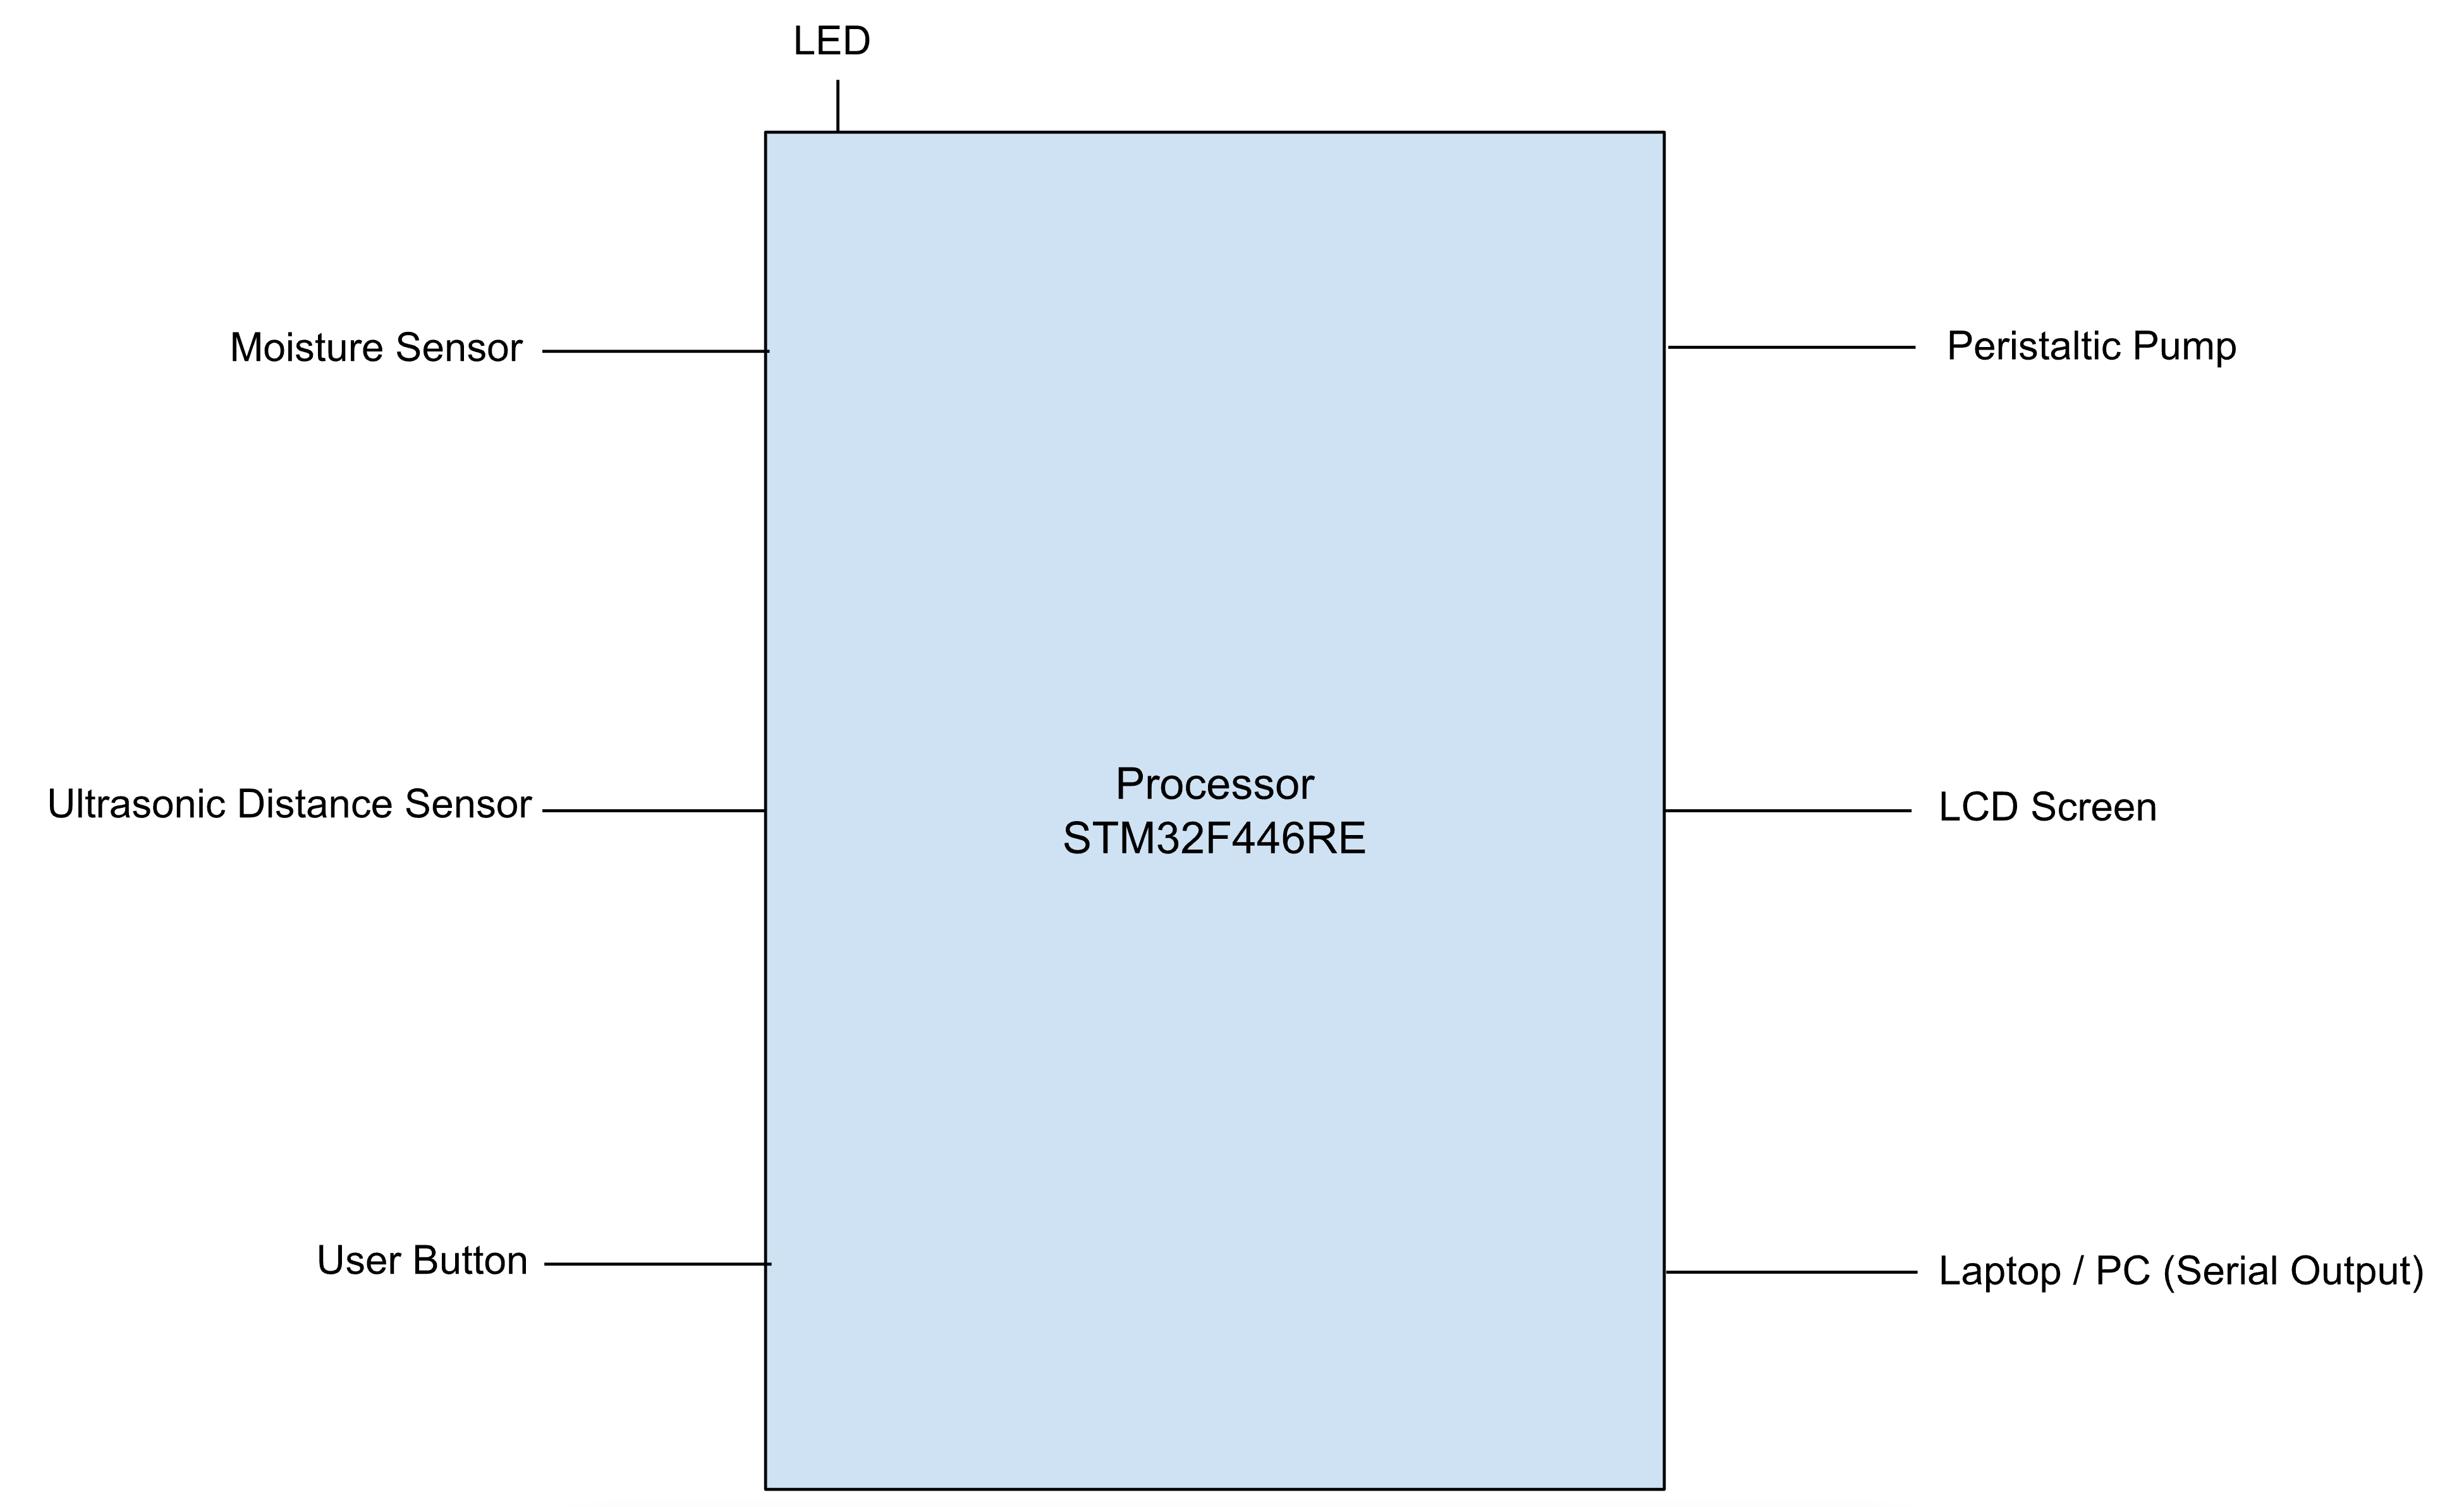 LED
Moisture Sensor
Peristaltic Pump
Ultrasonic Distance Sensor
Processor
STM32F446RE
LCD Screen
User Button
Laptop / PC (Serial Output)